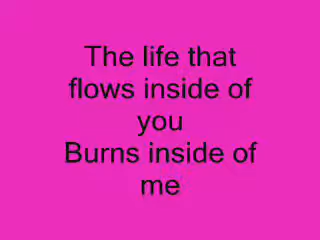 The life that
flows inside of
you
Burns inside of
me